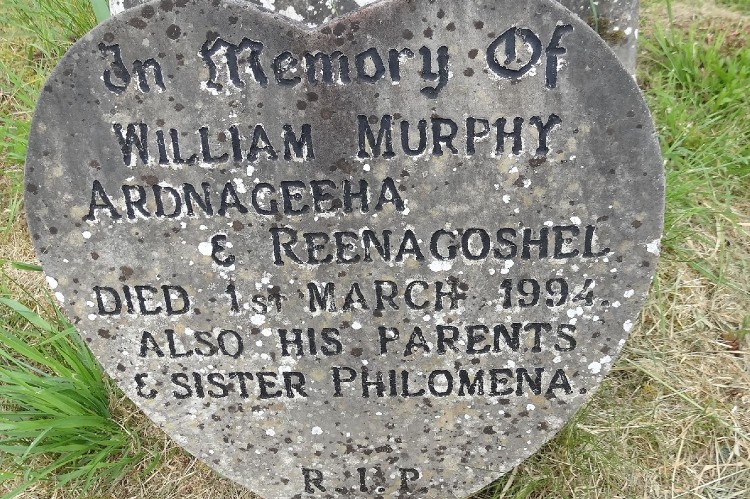 In Memory Of
WILLIAM MURPHY
ARDNAGEEHA
& REENAGOSHEL
DIED. 1st MARCH 1994.
ALSO HIS PARENTS
& SISTER PHILOMENA.
R.I.P.